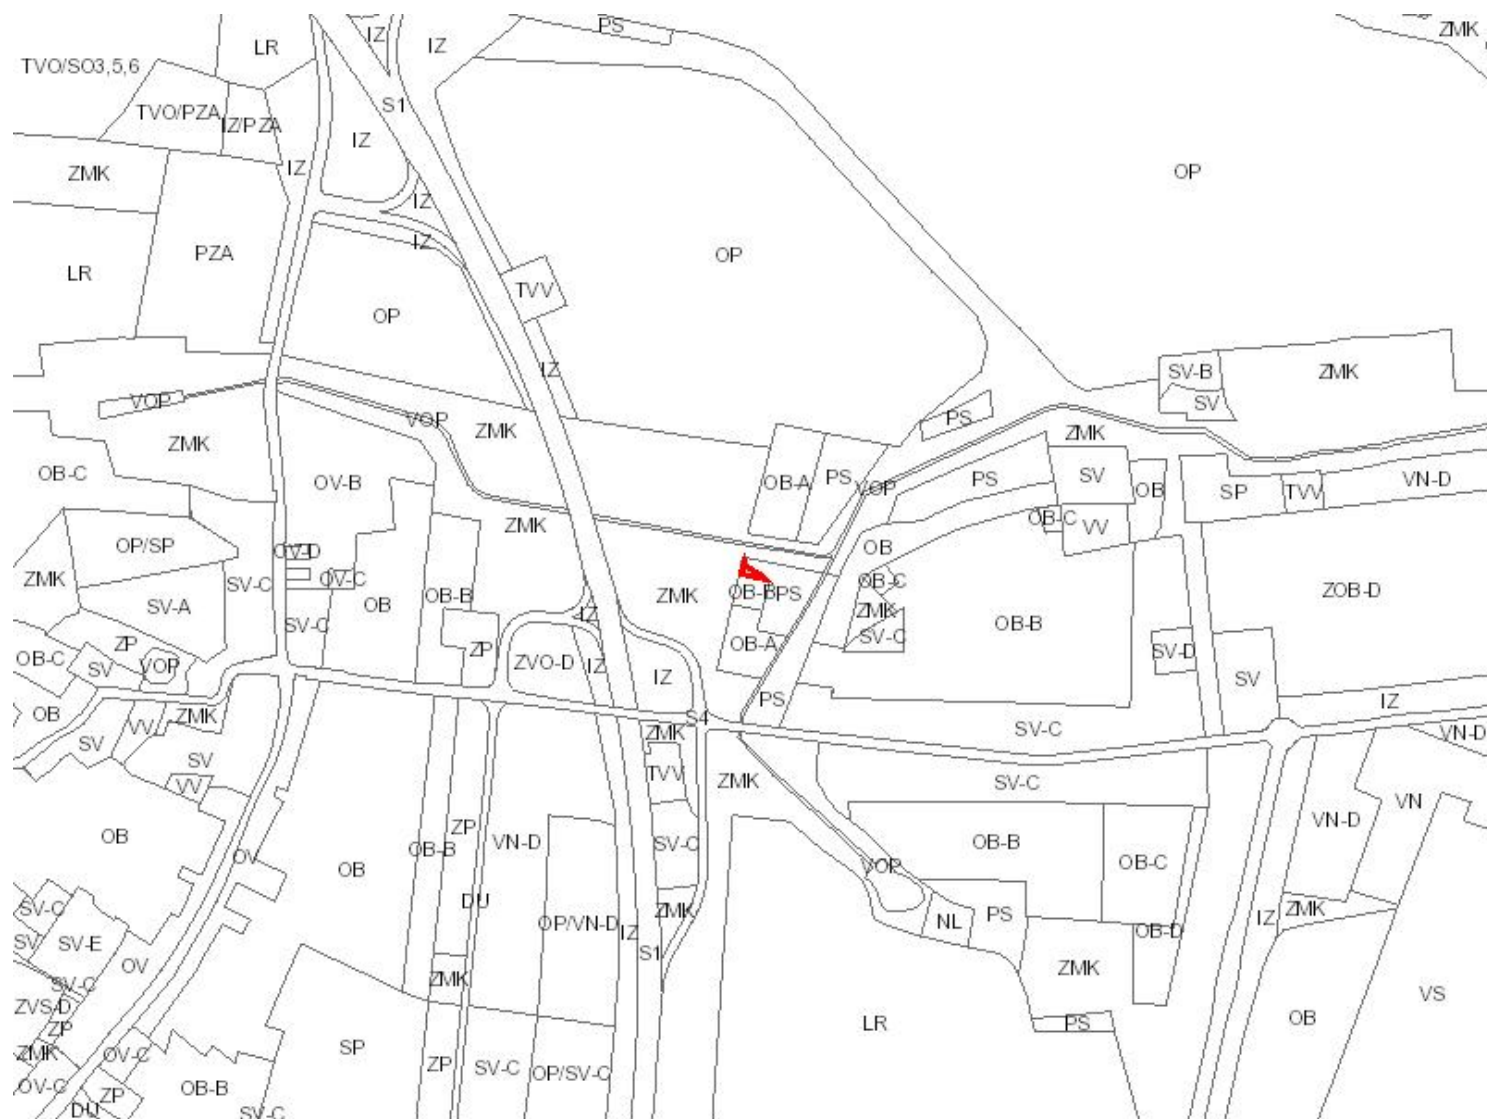 PS
ZMK
IZ
IZ
LR
TVO/SO3,5,6
S1
TVO/PZA
IZ/PZA
IZ
IZ
ZMK
OP
IZ
IZ
PZA
OP
LR
TVV
OP
IZ
SV-B
ZMK
SV
VOP
VOP
PS
ZMK
ZMK
ZMK
OB-C
OV-B
OB-A
PS
VOP
PS
SV
OB
SP
TVV
VN-D
OB-C
VV
ZMK
OP/SP
OV-D
OB
ZMK
SV-C
OV-C
OB-C
SV-A
OB
OB-B
ZMK
OB-B
PS
ZMK
ZOB-D
IZ
SV-C
OB-B
SV-C
ZP
OB-A
OB-C
VOP
SV
ZP
ZVO-D
IZ
IZ
SV-D
SV
PS
IZ
OB
VV
ZMK
S4
SV
ZMK
SV-C
VN-D
SV
TVV
ZMK
SV-C
VV
VN
OB
ZP
VN-D
SV-C
OB-B
VN-D
OV
OB-B
OB
VOP
OB-C
DU
SV-C
ZMK
PS
NL
OP/VN-D
IZ
OB-D
IZ
ZMK
SV
SV-E
OV
S1
ZMK
SV-C
ZMK
VS
ZVS-D
ZP
LR
PS
OB
SP
ZMK
OV-C
ZP
SV-C
OP/SV-C
OV-C
ZP
OB-B
DU
SV-C